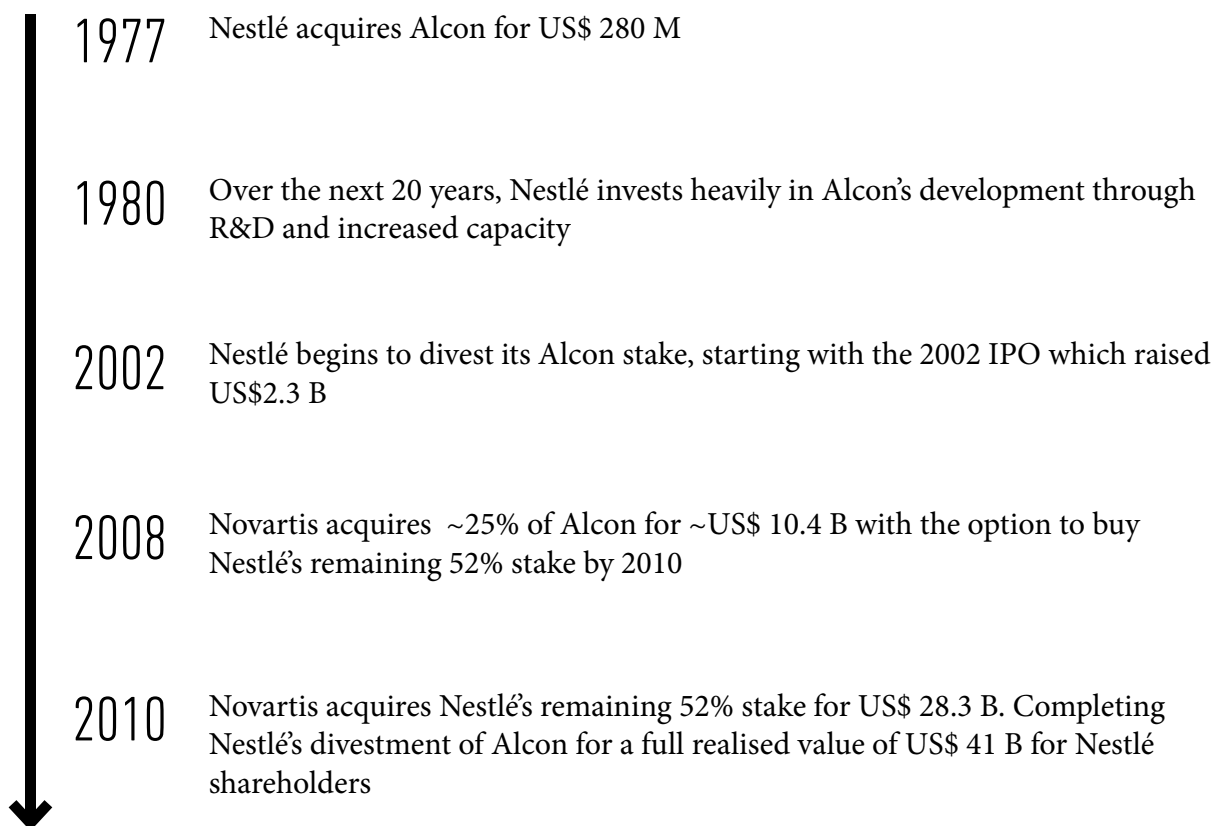 1977
Nestlé acquires Alcon for US$ 280 M
1980
Over the next 20 years, Nestlé invests heavily in Alcon's development through
R&D and increased capacity
2002
Nestlé begins to divest its Alcon stake, starting with the 2002 IPO which raised
US$2.3 B
2008
Novartis acquires ~25% of Alcon for ~US$ 10.4 B with the option to buy
Nestlé's remaining 52% stake by 2010
2010
Novartis acquires Nestlé's remaining 52% stake for US$ 28.3 B. Completing
Nestlé's divestment of Alcon for a full realised value of US$ 41 B for Nestlé
shareholders